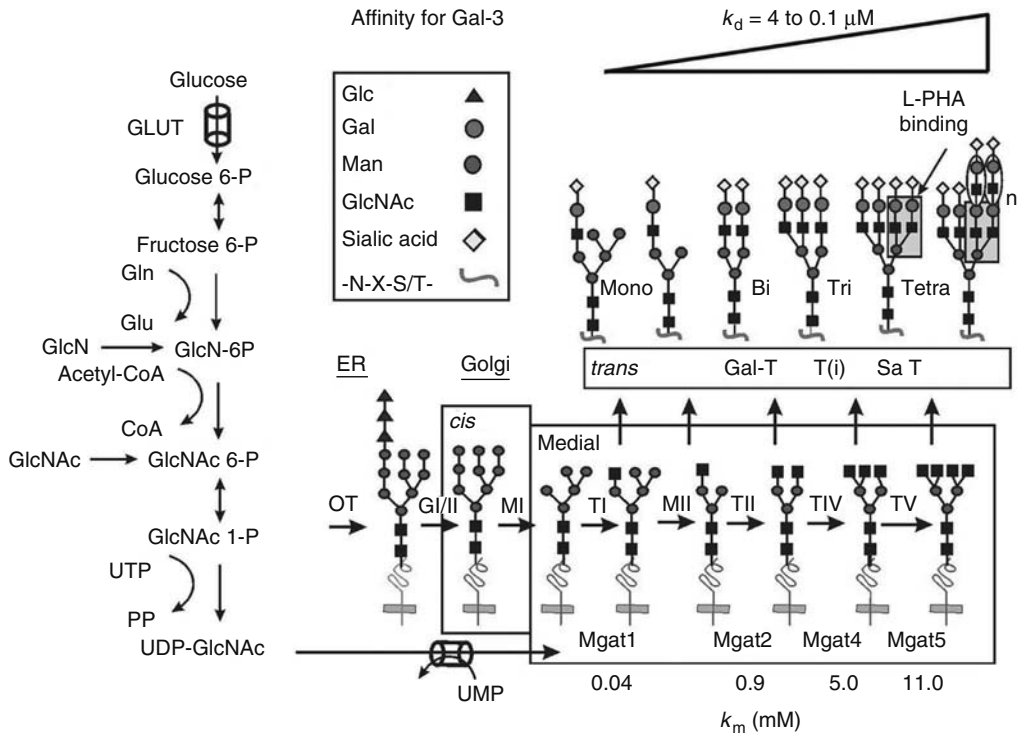 Affinity for Gal-3
kd = 4 to 0.1 μM
Glucose
GLUT
Glucose 6-P
Fructose 6-P
Gln
Glu
GlcN
GlcN-6P
Acetyl-CoA
CoA
GlcNAc
GlcNAc 6-P
GlcNAc 1-P
UTP
PP
UDP-GlcNAc
Glc
Gal
Man
GlcNAc
Sialic acid
-N-X-S/T-
L-PHA
binding
n
Mono
Bi
Tri
Tetra
trans
Gal-T
T(i)
Sa T
ER
Golgi
cis
Medial
OT
GI/II
MI
TI
MII
TII
TIV
TV
Mgat1
Mgat2
Mgat4
Mgat5
UMP
0.04
0.9
5.0
11.0
km (mM)